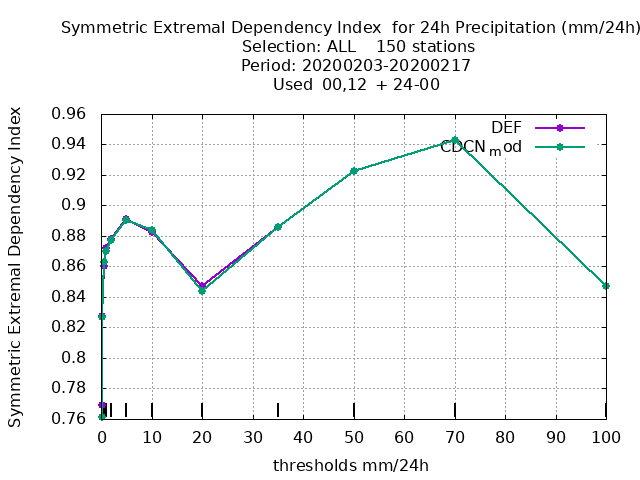 Symmetric Extremal Dependency Index  for 24h Precipitation (mm/24h)
Selection: ALL    150 stations
Period: 20200203-20200217
Used  00,12  + 24-00
Symmetric Extremal Dependency Index
0.96
0.94
0.92
0.9
0.88
0.86
0.84
0.82
0.8
0.78
0.76
DEF
CDCN_mod
0 10 20 30 40 50 60 70 80 90 100
thresholds mm/24h